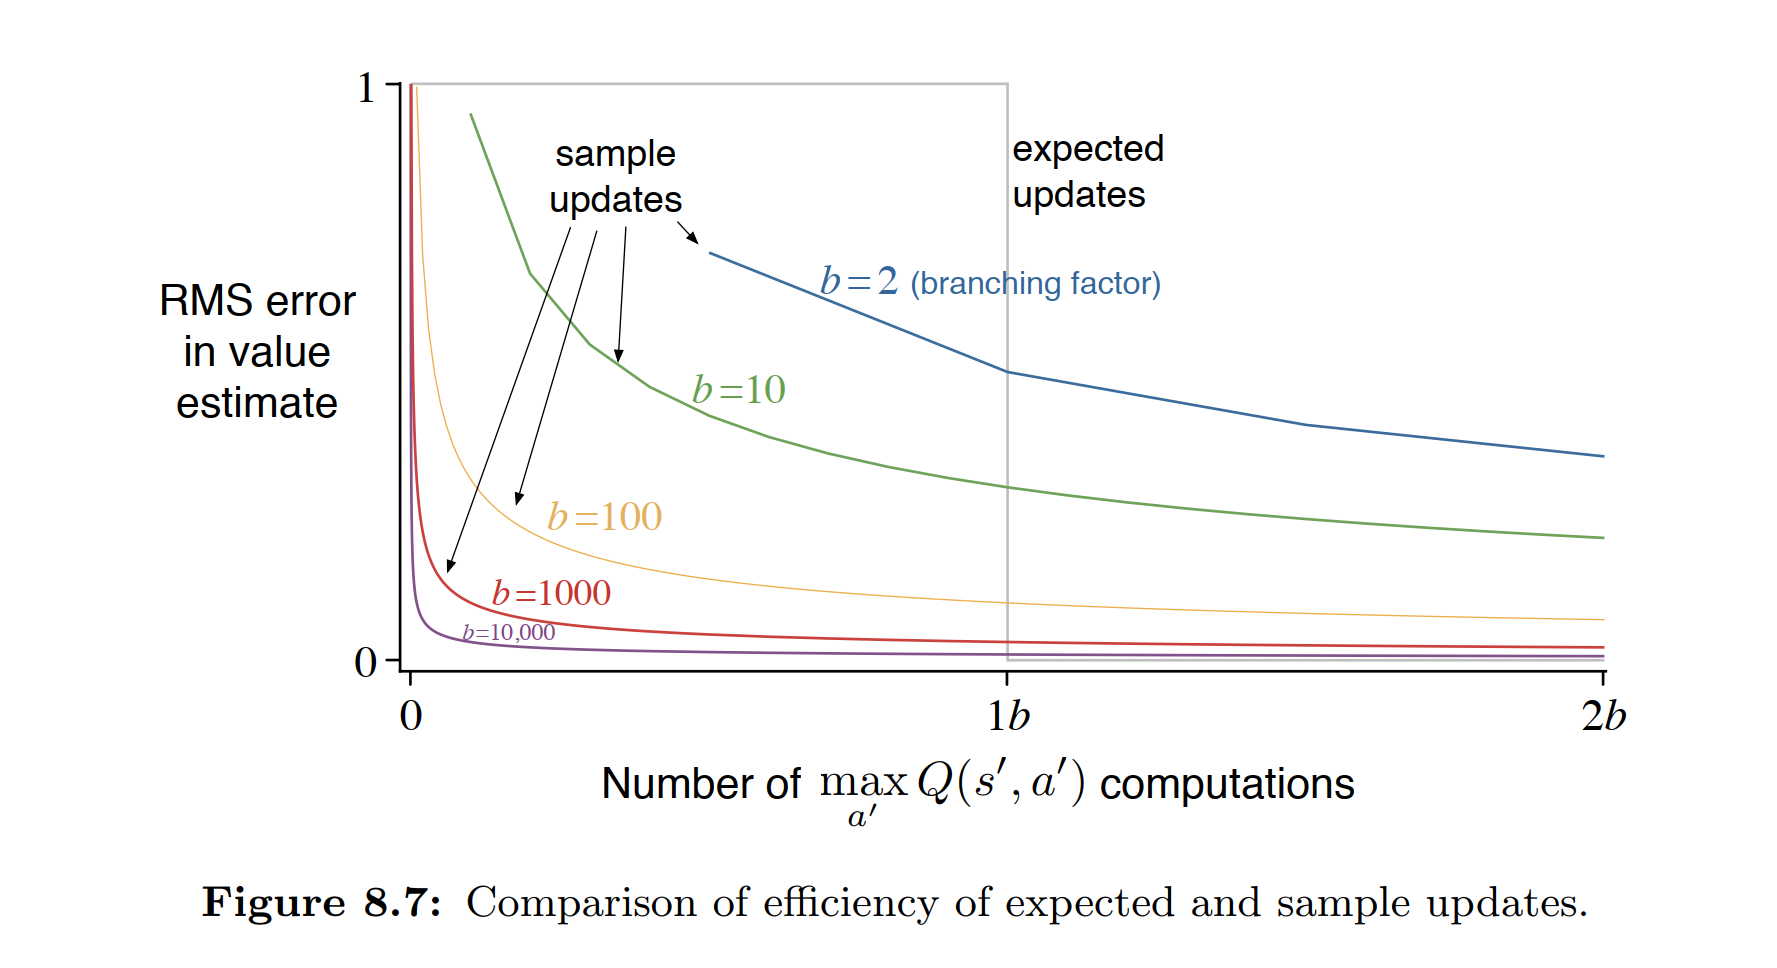 1
sample
updates
expected
updates
RMS error
in value
estimate
b=2 (branching factor)
b=10
b=100
b=1000
b=10,000
0
0
1b
2b
Number of max Q(s′, a′) computations
a′
Figure 8.7: Comparison of efficiency of expected and sample updates.